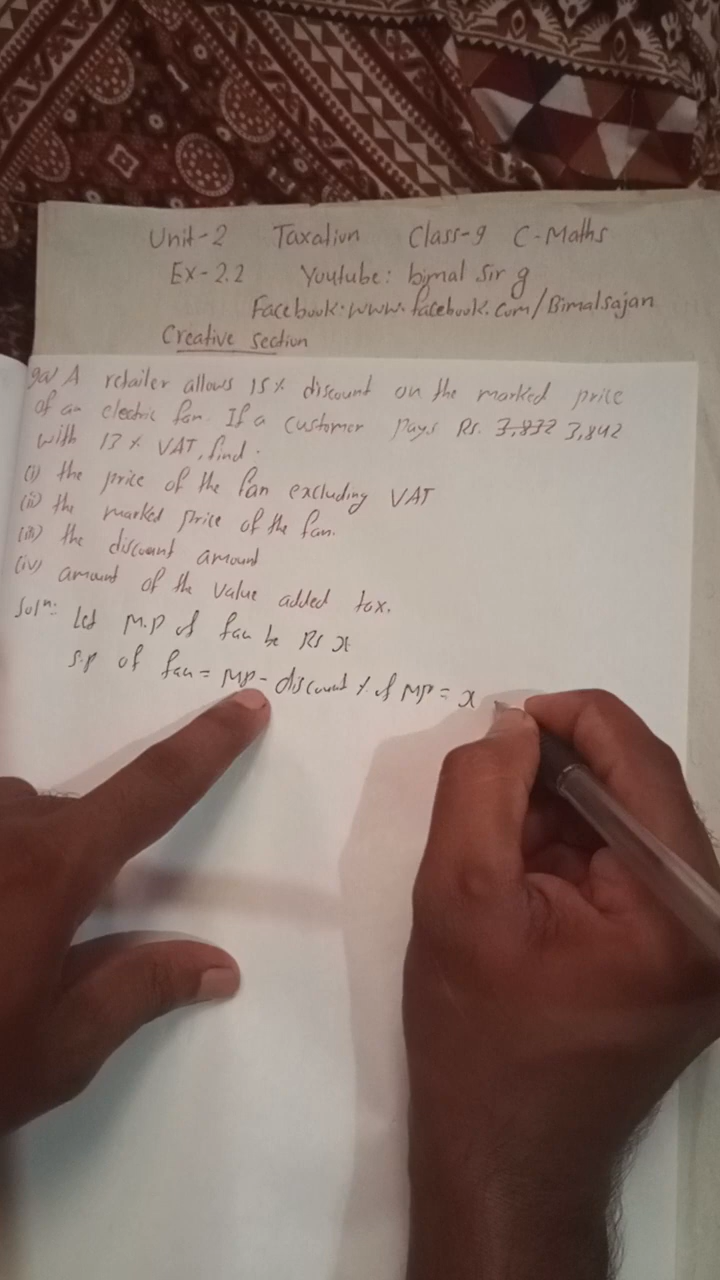 Unit-2 Taxation Class-9 C-Maths
Ex-2.2 Youtube: bimal sir g
Facebook:www.facebook.com/Bimalsajan
Creative section
9a) A retailer allows 15% discount on the marked price
of an electric fan. If a customer pays Rs. 3,832 3,842
with 13% VAT, find.
(i) the price of the fan excluding VAT
(ii) the marked price of the fan.
(iii) the discount amount
(iv) amount of the value added tax.
Solⁿ: Let M.P of fan be Rs x
S.P of fan = MP - discount % of MP = x